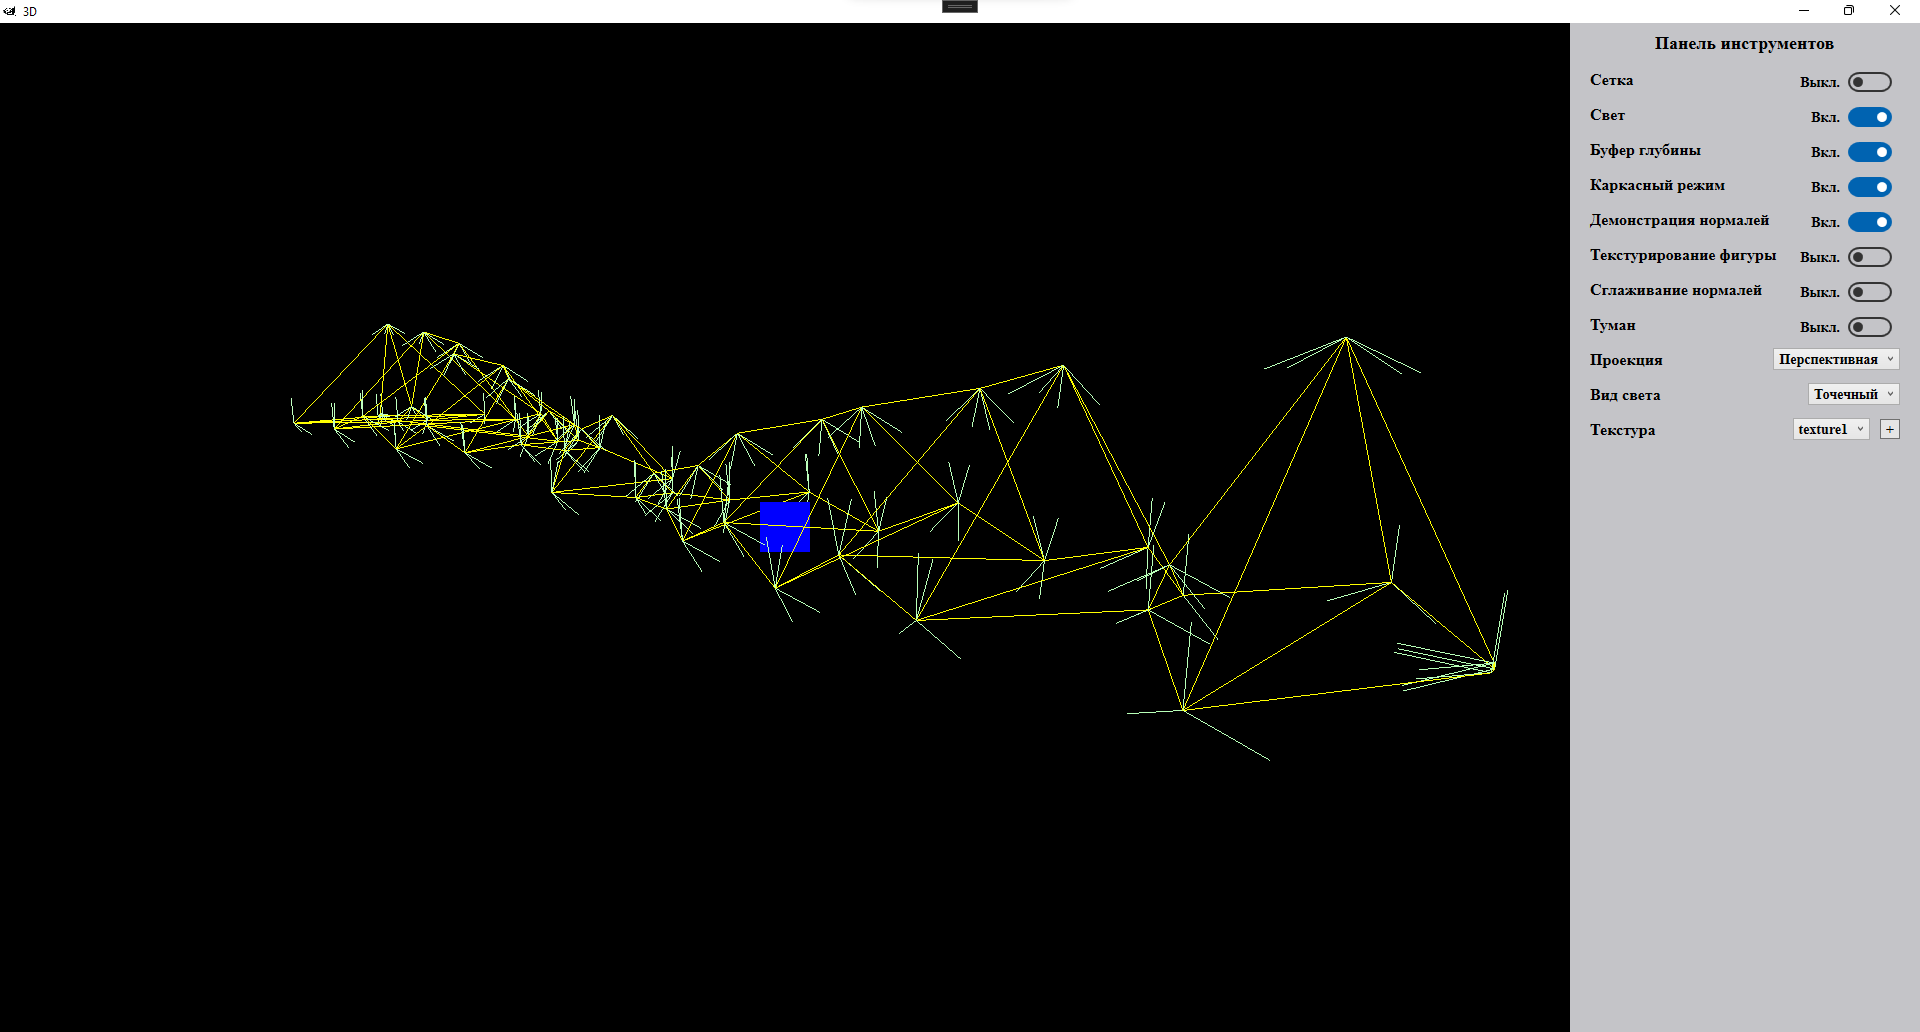 3D
Панель инструментов
Сетка Выкл.
Свет Вкл.
Буфер глубины Вкл.
Каркасный режим Вкл.
Демонстрация нормалей Вкл.
Текстурирование фигуры Выкл.
Сглаживание нормалей Выкл.
Туман Выкл.
Проекция Перспективная
Вид света Точечный
Текстура texture1 +